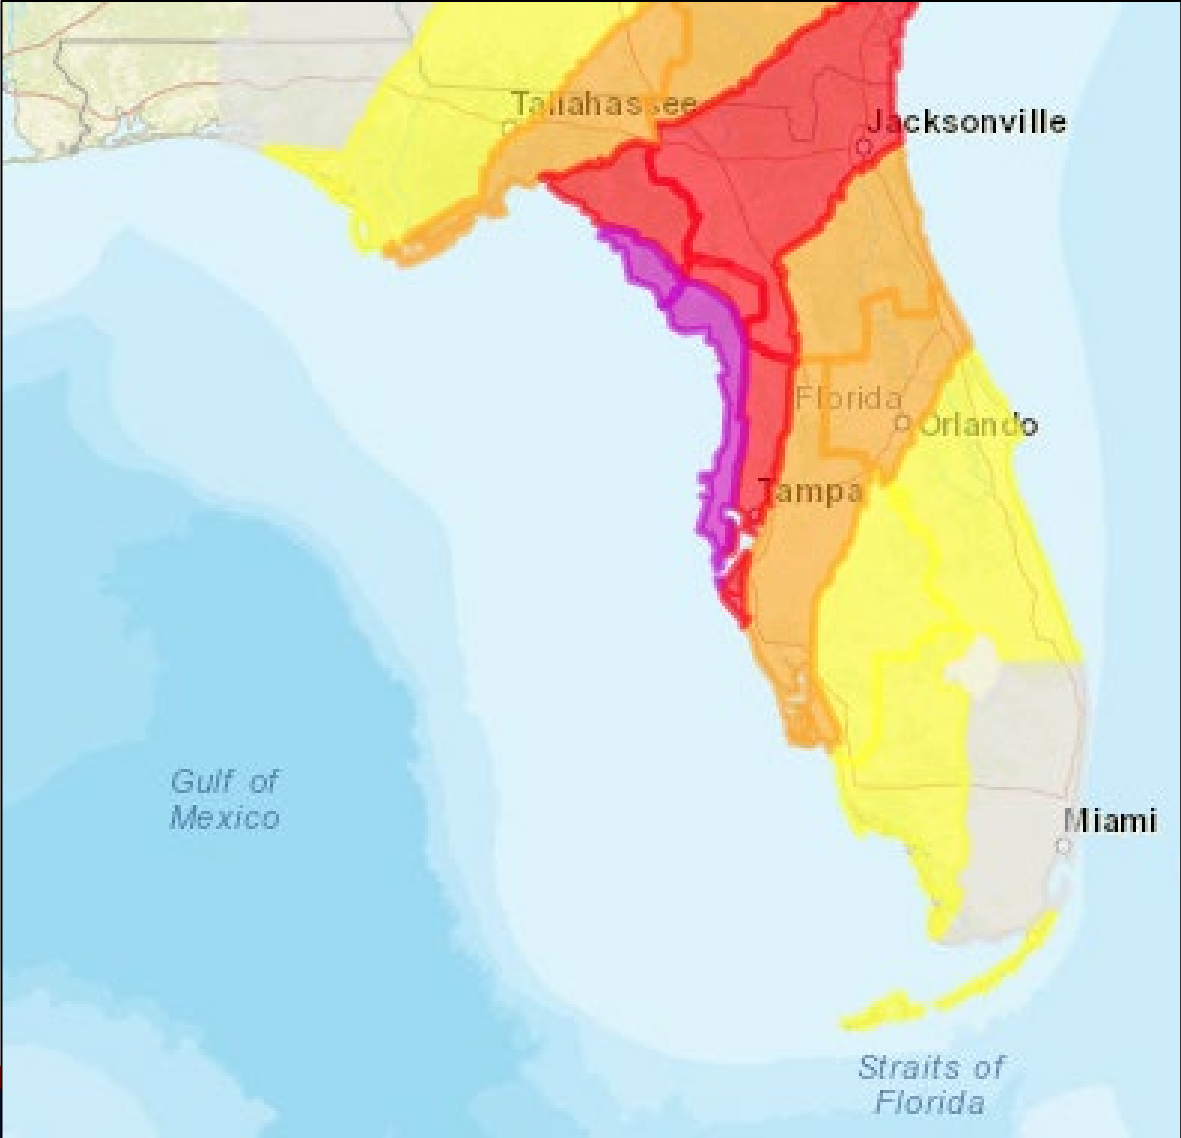 Tallahassee
Jacksonville
Florida
Orlando
Tampa
Gulf of
Mexico
Miami
Straits of
Florida